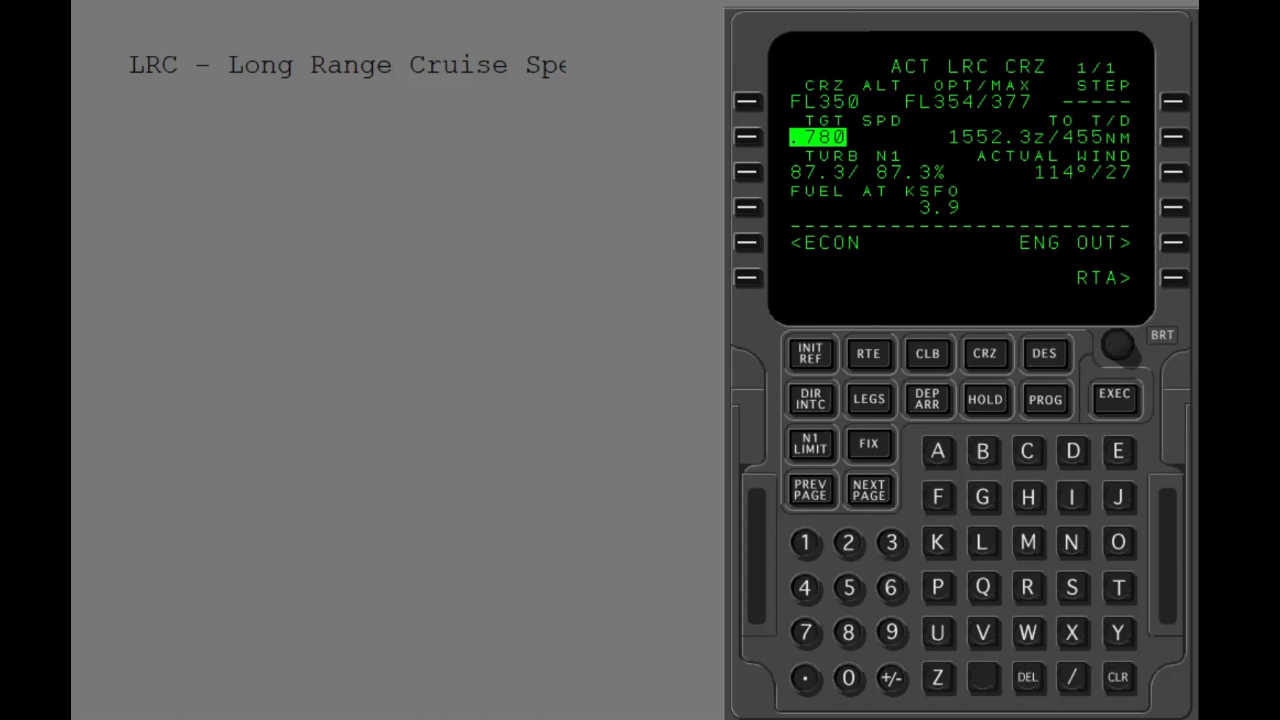 LRC - Long Range Cruise Spe
ACT LRC CRZ 1/1
CRZ ALT OPT/MAX STEP
FL350 FL354/377 -----
TGT SPD TO T/D
.780 1552.3z/455NM
TURB N1 ACTUAL WIND
87.3/ 87.3% 114°/27
FUEL AT KSFO
3.9
------------------------
<ECON ENG OUT>
RTA>
BRT
INIT REF RTE CLB CRZ DES
DIR INTC LEGS DEP ARR HOLD PROG EXEC
N1 LIMIT FIX
PREV PAGE NEXT PAGE
A B C D E
F G H I J
1 2 3 K L M N O
4 5 6 P Q R S T
7 8 9 U V W X Y
. 0 +/- Z DEL / CLR